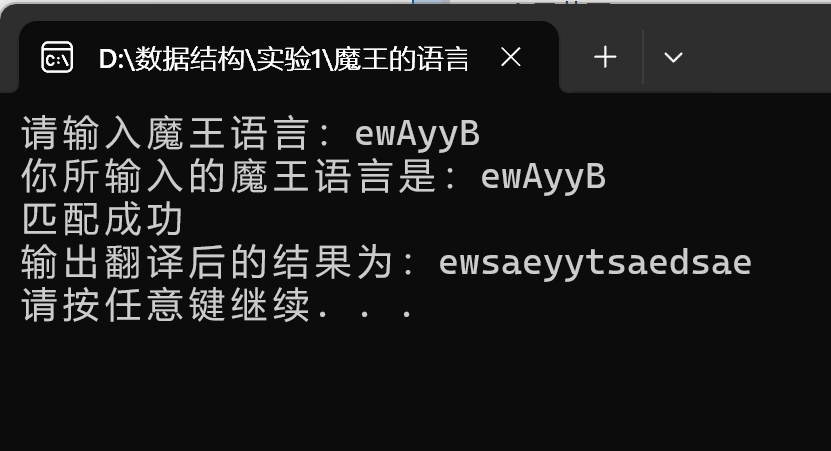 D:\数据结构\实验1\魔王的语言
请输入魔王语言：ewAyyB
你所输入的魔王语言是：ewAyyB
匹配成功
输出翻译后的结果为：ewsaeyytsaedsae
请按任意键继续. . .